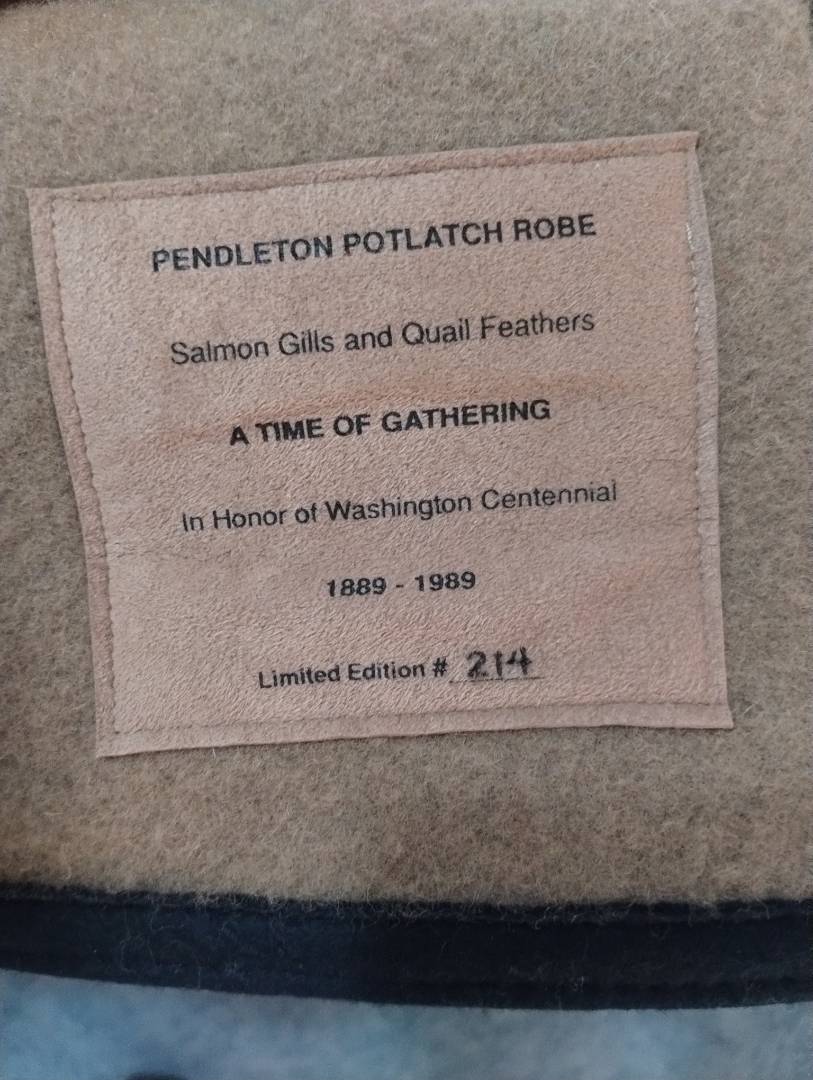 PENDLETON POTLATCH ROBE
Salmon Gills and Quail Feathers
A TIME OF GATHERING
In Honor of Washington Centennial
1889 - 1989
Limited Edition # 214